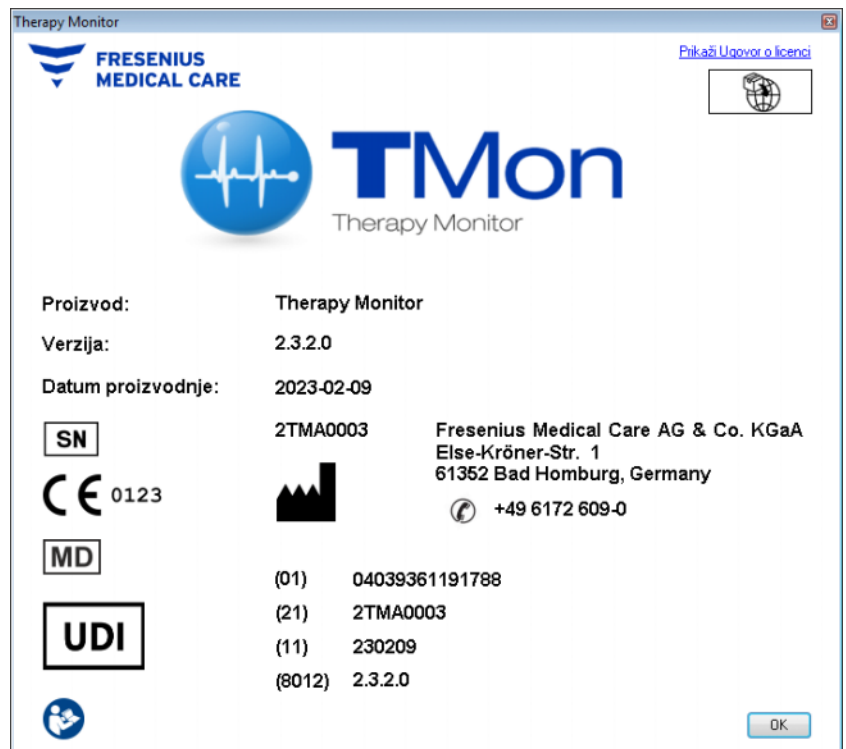 Therapy Monitor
FRESENIUS
MEDICAL CARE
Prikaži Ugovor o licenci
TMon
Therapy Monitor
Proizvod: Therapy Monitor
Verzija: 2.3.2.0
Datum proizvodnje: 2023-02-09
SN 2TMA0003
Fresenius Medical Care AG & Co. KGaA
Else-Kröner-Str. 1
61352 Bad Homburg, Germany
+49 6172 609-0
CE 0123
MD
UDI
(01) 04039361191788
(21) 2TMA0003
(11) 230209
(8012) 2.3.2.0
OK